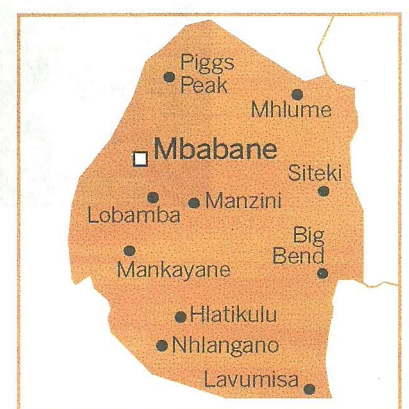 Piggs
Peak
Mhlume
Mbabane
Siteki
Lobamba
Manzini
Big
Bend
Mankayane
Hlatikulu
Nhlangano
Lavumisa